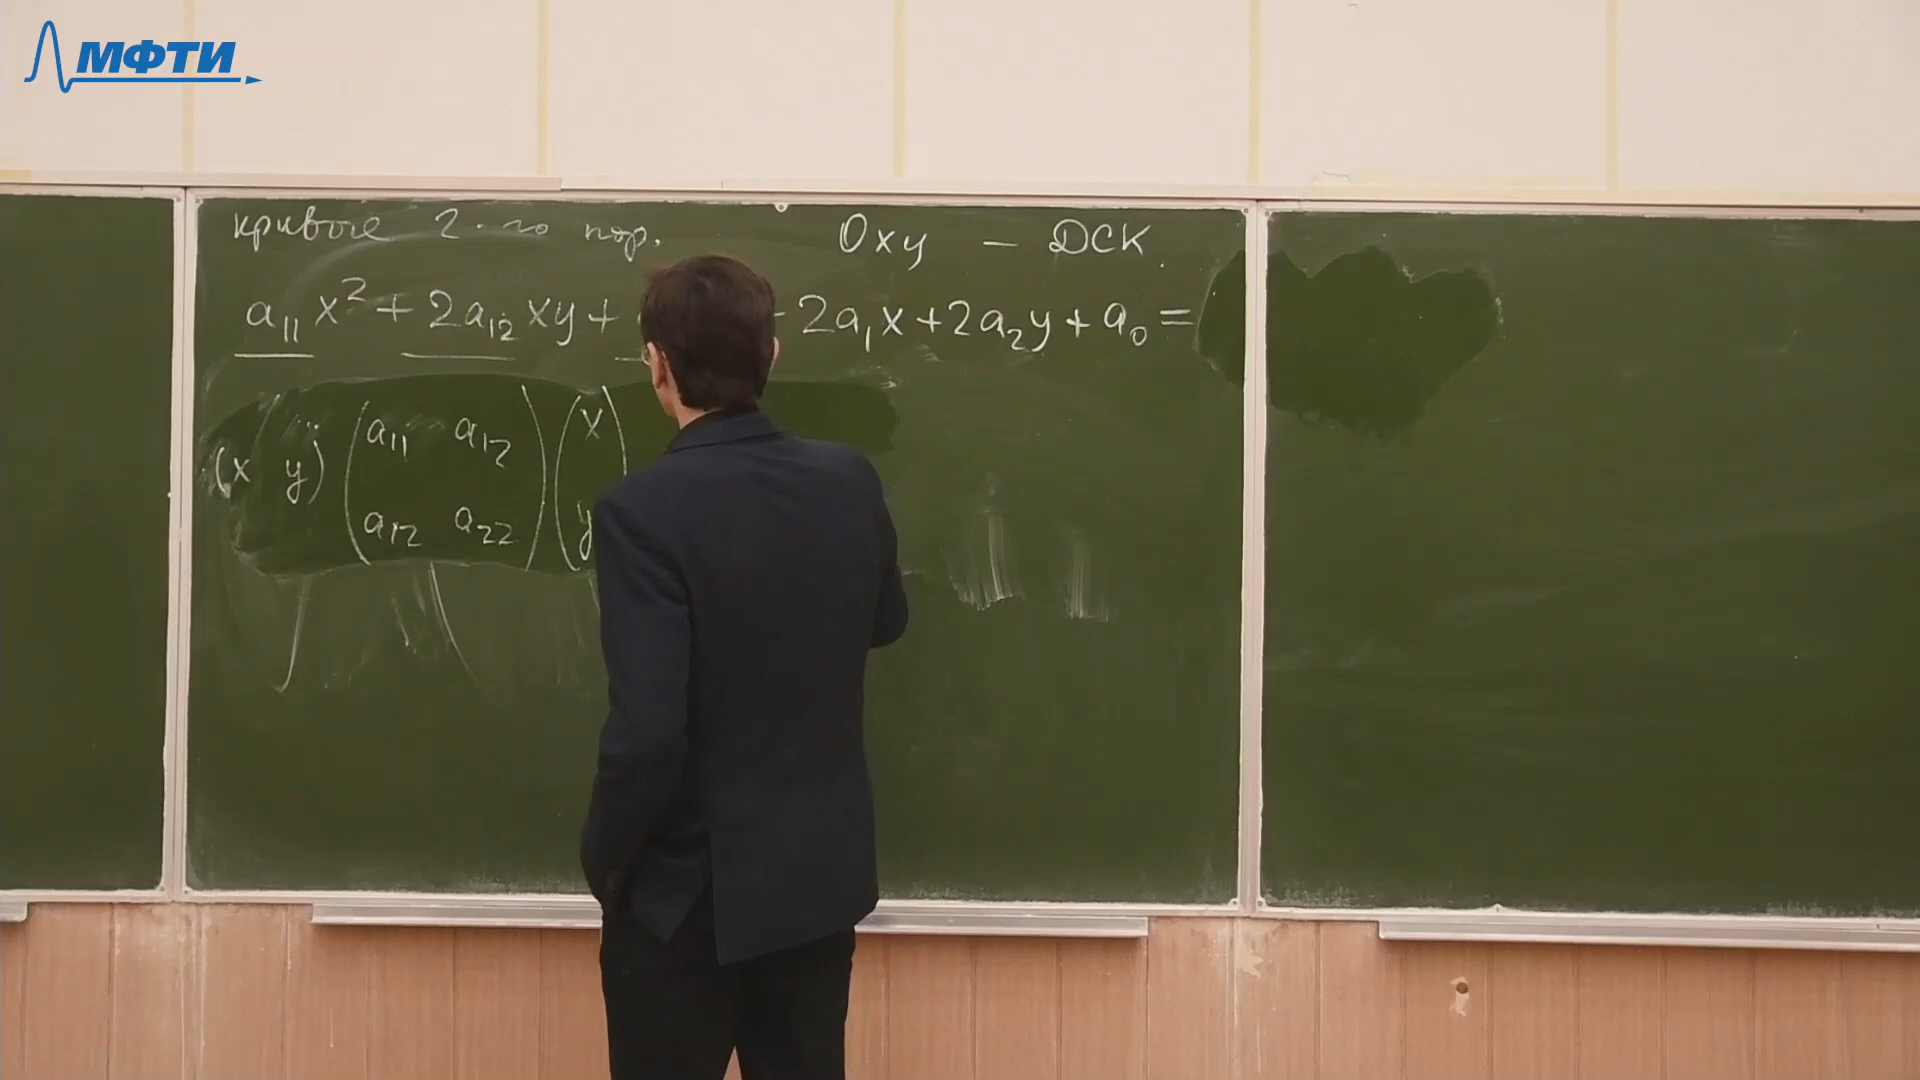 МФТИ
кривые 2-го пор. Oxy — ДСК.
a₁₁x² + 2a₁₂xy + - 2a₁x + 2a₂y + a₀ =
(x y) (a₁₁ a₁₂) (x)
a₁₂ a₂₂ y